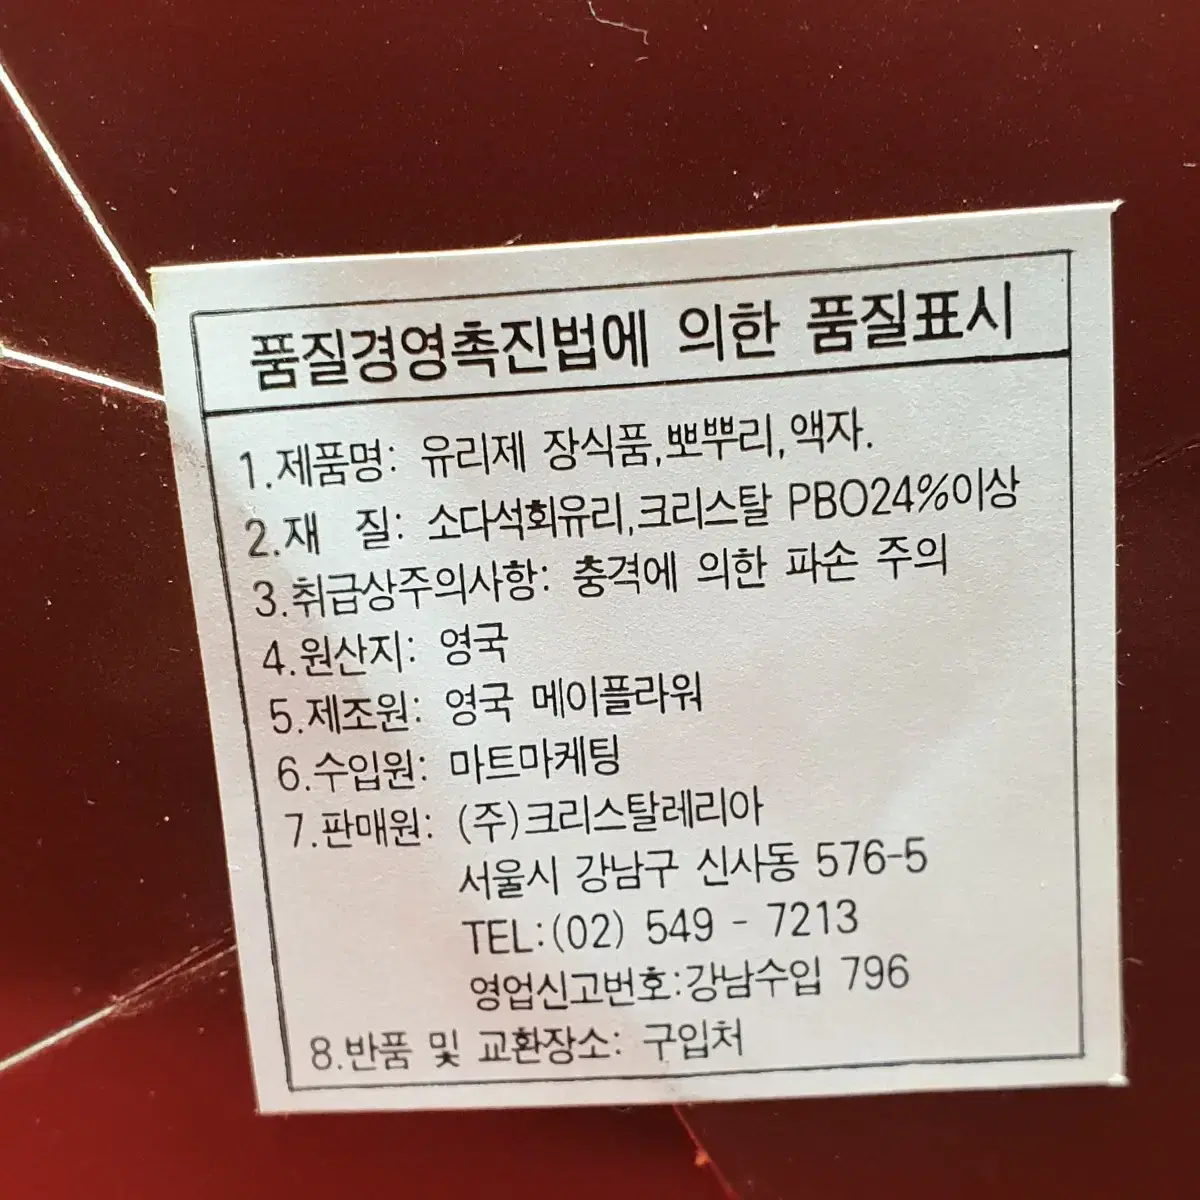 품질경영촉진법에 의한 품질표시
1.제품명: 유리제 장식품,뽀뿌리,액자.
2.재 질: 소다석회유리,크리스탈 PBO24%이상
3.취급상주의사항: 충격에 의한 파손 주의
4.원산지: 영국
5.제조원: 영국 메이플라워
6.수입원: 마트마케팅
7.판매원: (주)크리스탈레리아
서울시 강남구 신사동 576-5
TEL:(02) 549 - 7213
영업신고번호:강남수입 796
8.반품 및 교환장소: 구입처